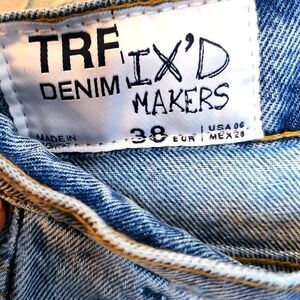 TRF IX'D
DENIM MAKERS
MADE IN
38 EUR USA 06
MEX 28